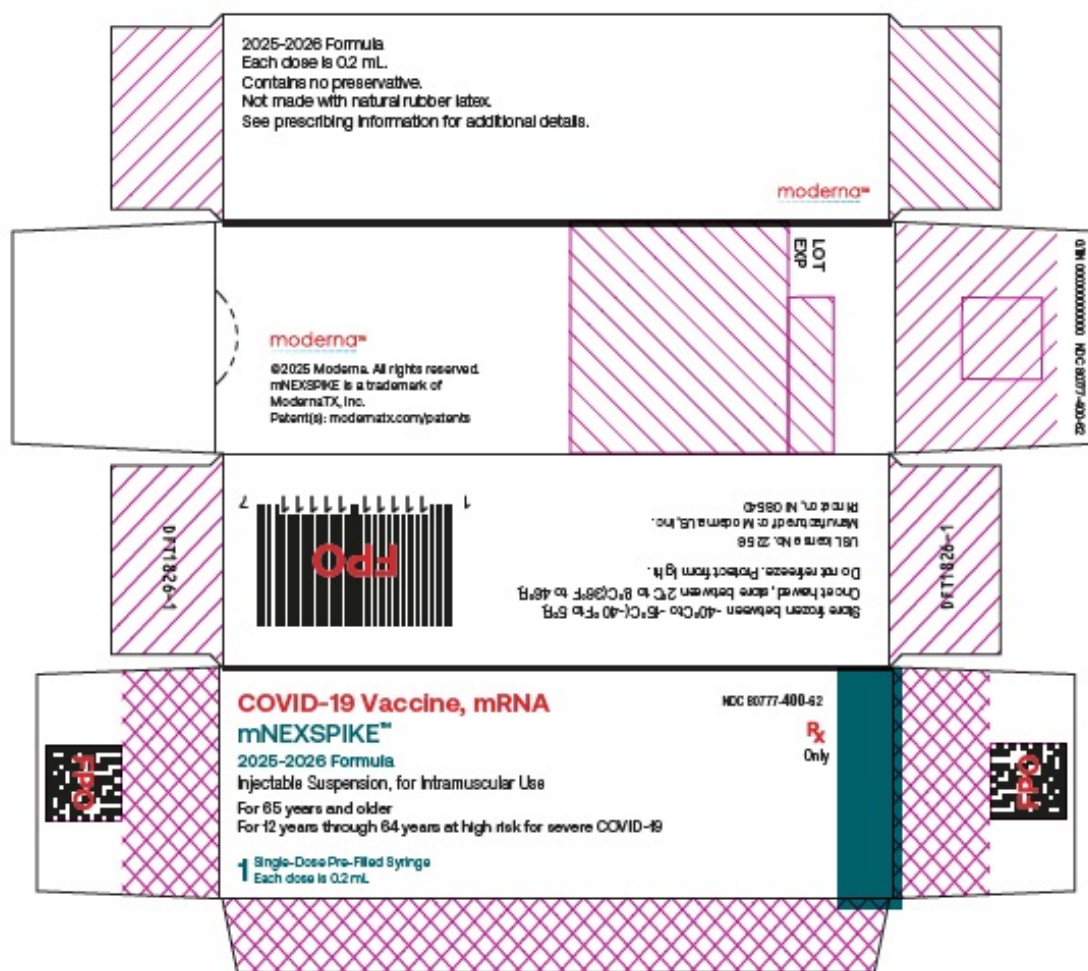 2025-2026 Formula
Each dose is 0.2 mL.
Contains no preservative.
Not made with natural rubber latex.
See prescribing information for additional details.
moderna™
LOT
EXP
GTIN 00000000000000 NDC 80777-400-62
moderna™
©2025 Moderna. All rights reserved.
mNEXSPIKE is a trademark of
ModernaTX, Inc.
Patent(s): modernatx.com/patents
DFT1826-1
Store frozen between -40°C to -15°C (-40°F to 5°F).
Once thawed, store between 2°C to 8°C (36°F to 46°F).
Do not refreeze. Protect from light.
US License No. 2256
Manufactured for: Moderna US, Inc.
Princeton, NJ 08540
FPO
DFT1826-1
COVID-19 Vaccine, mRNA
mNEXSPIKE™
2025-2026 Formula
Injectable Suspension, for Intramuscular Use
For 65 years and older
For 12 years through 64 years at high risk for severe COVID-19
1 Single-Dose Pre-Filled Syringe
Each dose is 0.2 mL
NDC 80777-400-62
Rx
Only
FPO
FPO